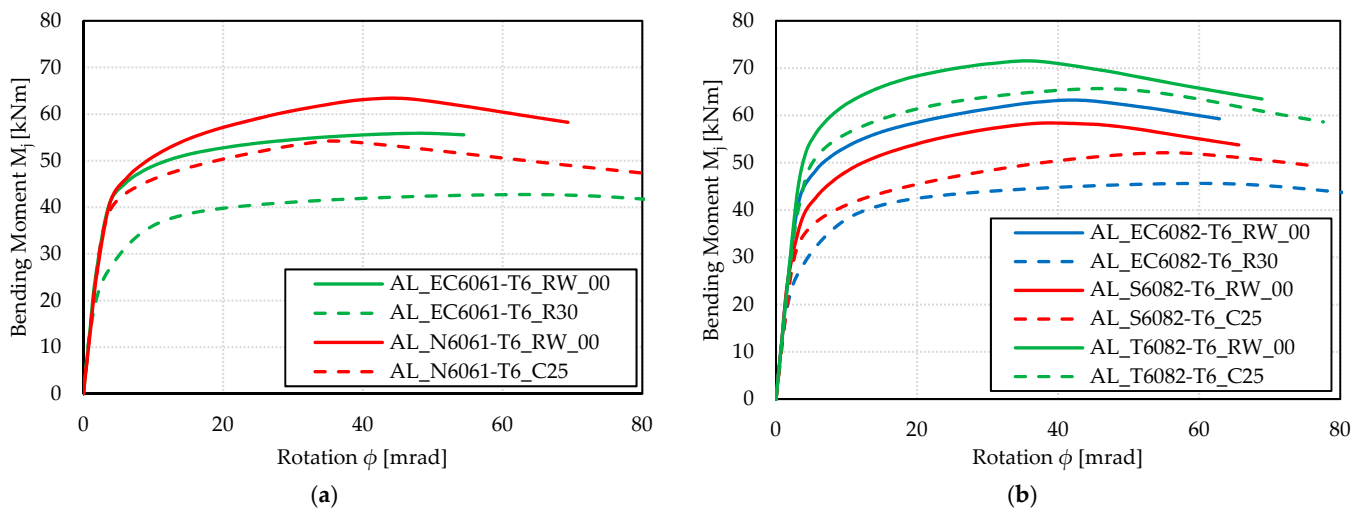 80
70
60
50
40
30
20
10
0
Bending Moment Mj [kNm]
AL_EC6061-T6_RW_00
AL_EC6061-T6_R30
AL_N6061-T6_RW_00
AL_N6061-T6_C25
0 20 40 60 80
Rotation ϕ [mrad]
(a)
80
70
60
50
40
30
20
10
0
Bending Moment Mj [kNm]
AL_EC6082-T6_RW_00
AL_EC6082-T6_R30
AL_S6082-T6_RW_00
AL_S6082-T6_C25
AL_T6082-T6_RW_00
AL_T6082-T6_C25
0 20 40 60 80
Rotation ϕ [mrad]
(b)